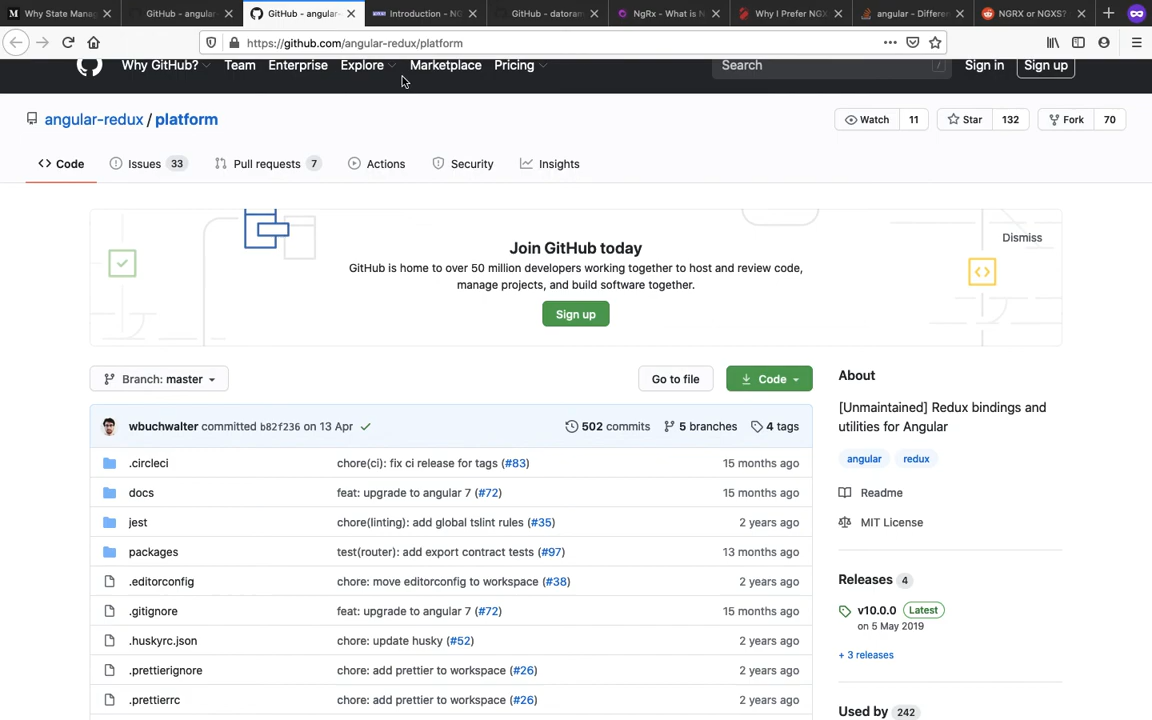 Why State Mana
GitHub - angular-
GitHub - angular-
Introduction - NG
GitHub - datoram
NgRx - What is N
Why I Prefer NGX
angular - Differen
NGRX or NGXS?
https://github.com/angular-redux/platform
Why GitHub?
Team
Enterprise
Explore
Marketplace
Pricing
Search
/
Sign in
Sign up
angular-redux / platform
Watch 11
Star 132
Fork 70
Code
Issues 33
Pull requests 7
Actions
Security
Insights
Join GitHub today
Dismiss
GitHub is home to over 50 million developers working together to host and review code,
manage projects, and build software together.
Sign up
Branch: master
Go to file
Code
wbuchwalter committed b82f236 on 13 Apr
502 commits
5 branches
4 tags
.circleci chore(ci): fix ci release for tags (#83) 15 months ago
docs feat: upgrade to angular 7 (#72) 15 months ago
jest chore(linting): add global tslint rules (#35) 2 years ago
packages test(router): add export contract tests (#97) 13 months ago
.editorconfig chore: move editorconfig to workspace (#38) 2 years ago
.gitignore feat: upgrade to angular 7 (#72) 15 months ago
.huskyrc.json chore: update husky (#52) 2 years ago
.prettierignore chore: add prettier to workspace (#26) 2 years ago
.prettierrc chore: add prettier to workspace (#26) 2 years ago
About
[Unmaintained] Redux bindings and
utilities for Angular
angular
redux
Readme
MIT License
Releases 4
v10.0.0 Latest
on 5 May 2019
+ 3 releases
Used by 242